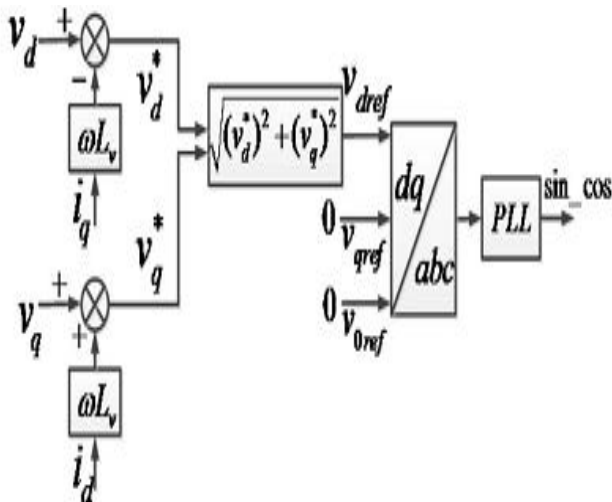 v_d + − v_d^*
ωL_v
i_q
√((v_d^*)^2 + (v_q^*)^2)
v_dref
dq
abc
0 v_qref
0 v_0ref
PLL
sin_cos
v_q + + v_q^*
ωL_v
i_d